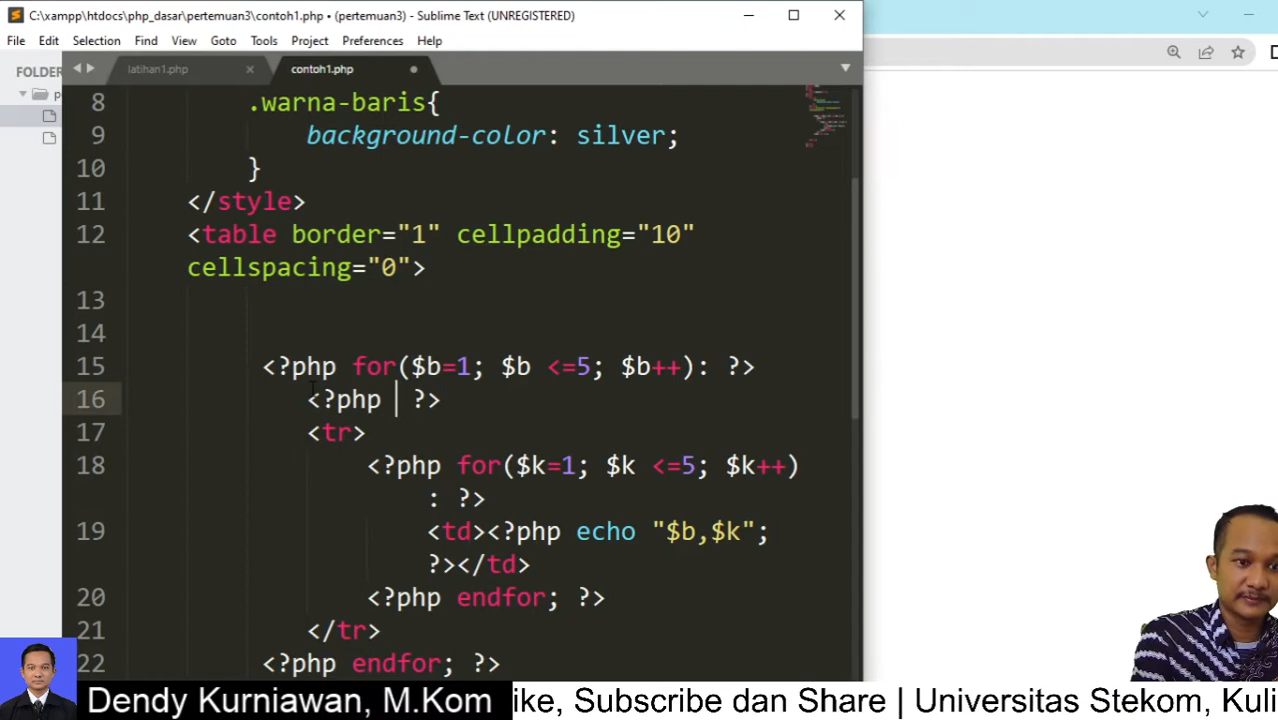 C:\xampp\htdocs\php_dasar\pertemuan3\contoh1.php • (pertemuan3) - Sublime Text (UNREGISTERED)
File Edit Selection Find View Goto Tools Project Preferences Help
FOLDER
latihan1.php
contoh1.php
p
8 .warna-baris{
9 background-color: silver;
10 }
11 </style>
12 <table border="1" cellpadding="10"
cellspacing="0">
13
14
15 <?php for($b=1; $b <=5; $b++): ?>
16 <?php  ?>
17 <tr>
18 <?php for($k=1; $k <=5; $k++)
: ?>
19 <td><?php echo "$b,$k";
?></td>
20 <?php endfor; ?>
21 </tr>
22 <?php endfor; ?>
Dendy Kurniawan, M.Kom
ike, Subscribe dan Share | Universitas Stekom, Kuli